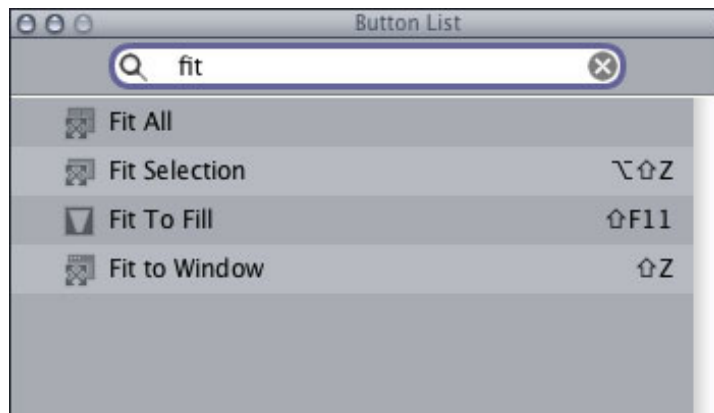 Button List
fit
Fit All
Fit Selection ⌥⇧Z
Fit To Fill ⇧F11
Fit to Window ⇧Z